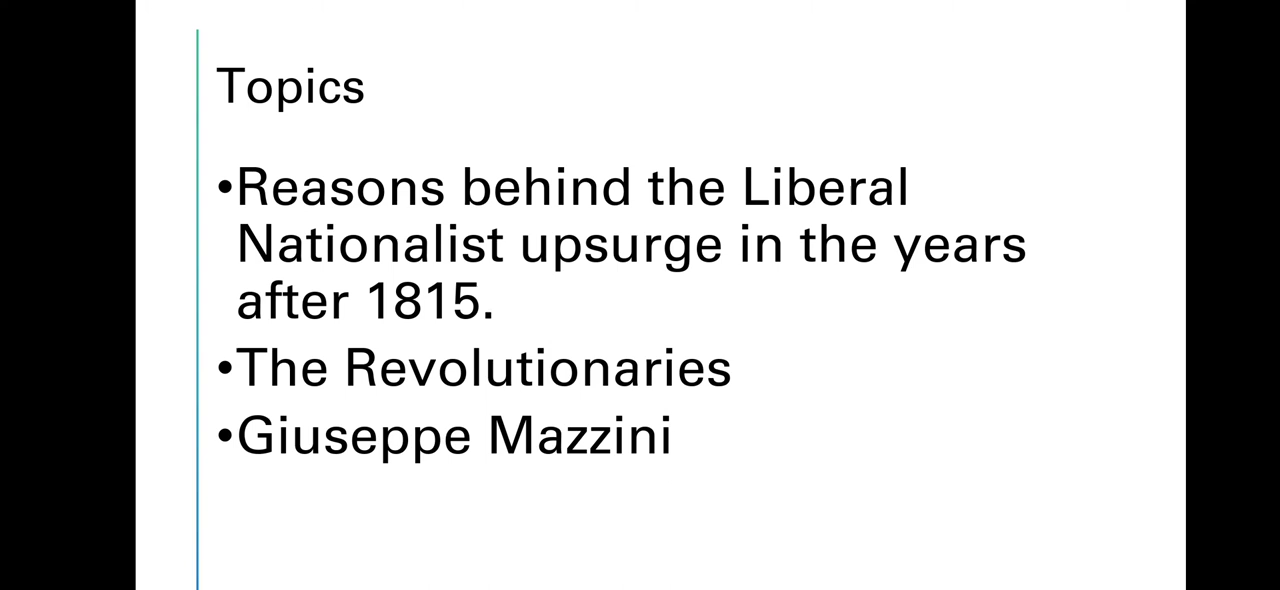 Topics
•Reasons behind the Liberal
Nationalist upsurge in the years
after 1815.
•The Revolutionaries
•Giuseppe Mazzini